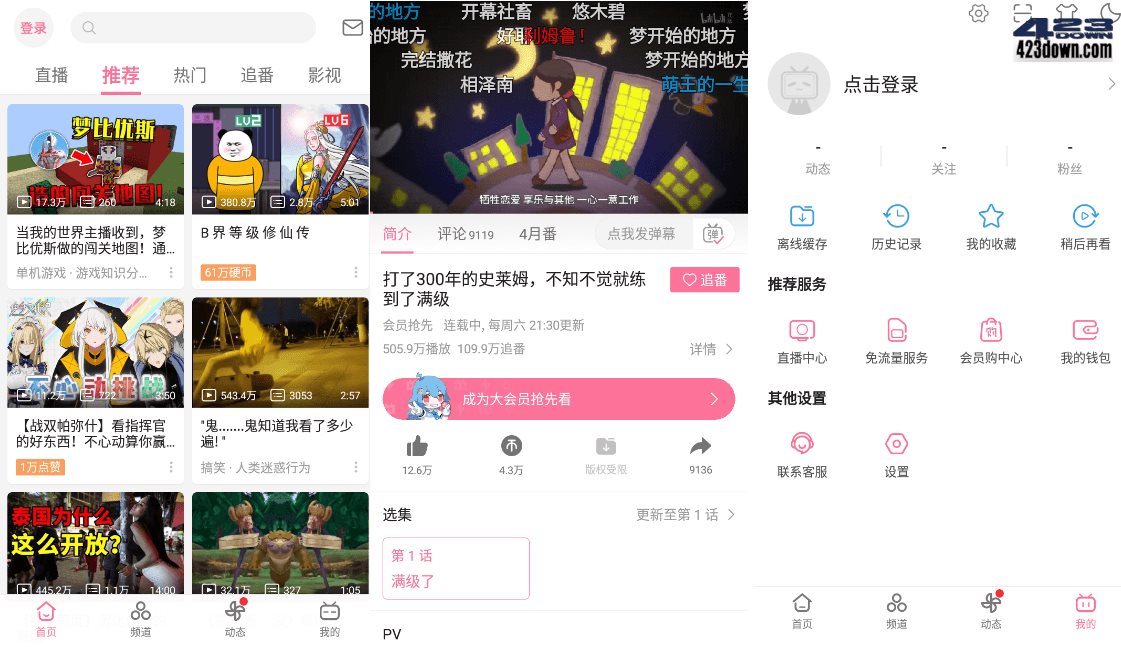 登录
直播
推荐
热门
追番
影视
梦比优斯
造的闯关地图!
17.3万
260
4:18
当我的世界主播收到，梦
比优斯做的闯关地图！通...
单机游戏 · 游戏知识分...
LV2
LV6
380.8万
2.8万
5:01
B 界 等 级 修 仙 传
61万硬币
不心动挑战
11.2万
722
3:50
【战双帕弥什】看指挥官
的好东西！不心动算你赢...
1万点赞
543.4万
3053
2:57
"鬼.......鬼知道我看了多少
遍! "
搞笑 · 人类迷惑行为
泰国为什么
这么开放?
445.2万
1.1万
14:00
32.1万
327
1:05
首页
频道
动态
我的
的地方
开幕社畜
悠木碧
bilibili
的地方
好耶
利姆鲁！
梦开始的地方
完结撒花
梦开始的地方
相泽南
萌王的一生
牺牲恋爱 享乐与其他 一心一意工作
简介
评论 9119
4月番
点我发弹幕
弹
打了300年的史莱姆，不知不觉就练
到了满级
追番
会员抢先 连载中, 每周六 21:30更新
505.9万播放 109.9万追番
详情
成为大会员抢先看
12.6万
4.3万
版权受限
9136
选集
更新至第 1 话
第 1 话
满级了
PV
423
DOWN
423down.com
点击登录
-
动态
-
关注
-
粉丝
离线缓存
历史记录
我的收藏
稍后再看
推荐服务
直播中心
免流量服务
会员购中心
我的钱包
其他设置
联系客服
设置
首页
频道
动态
我的